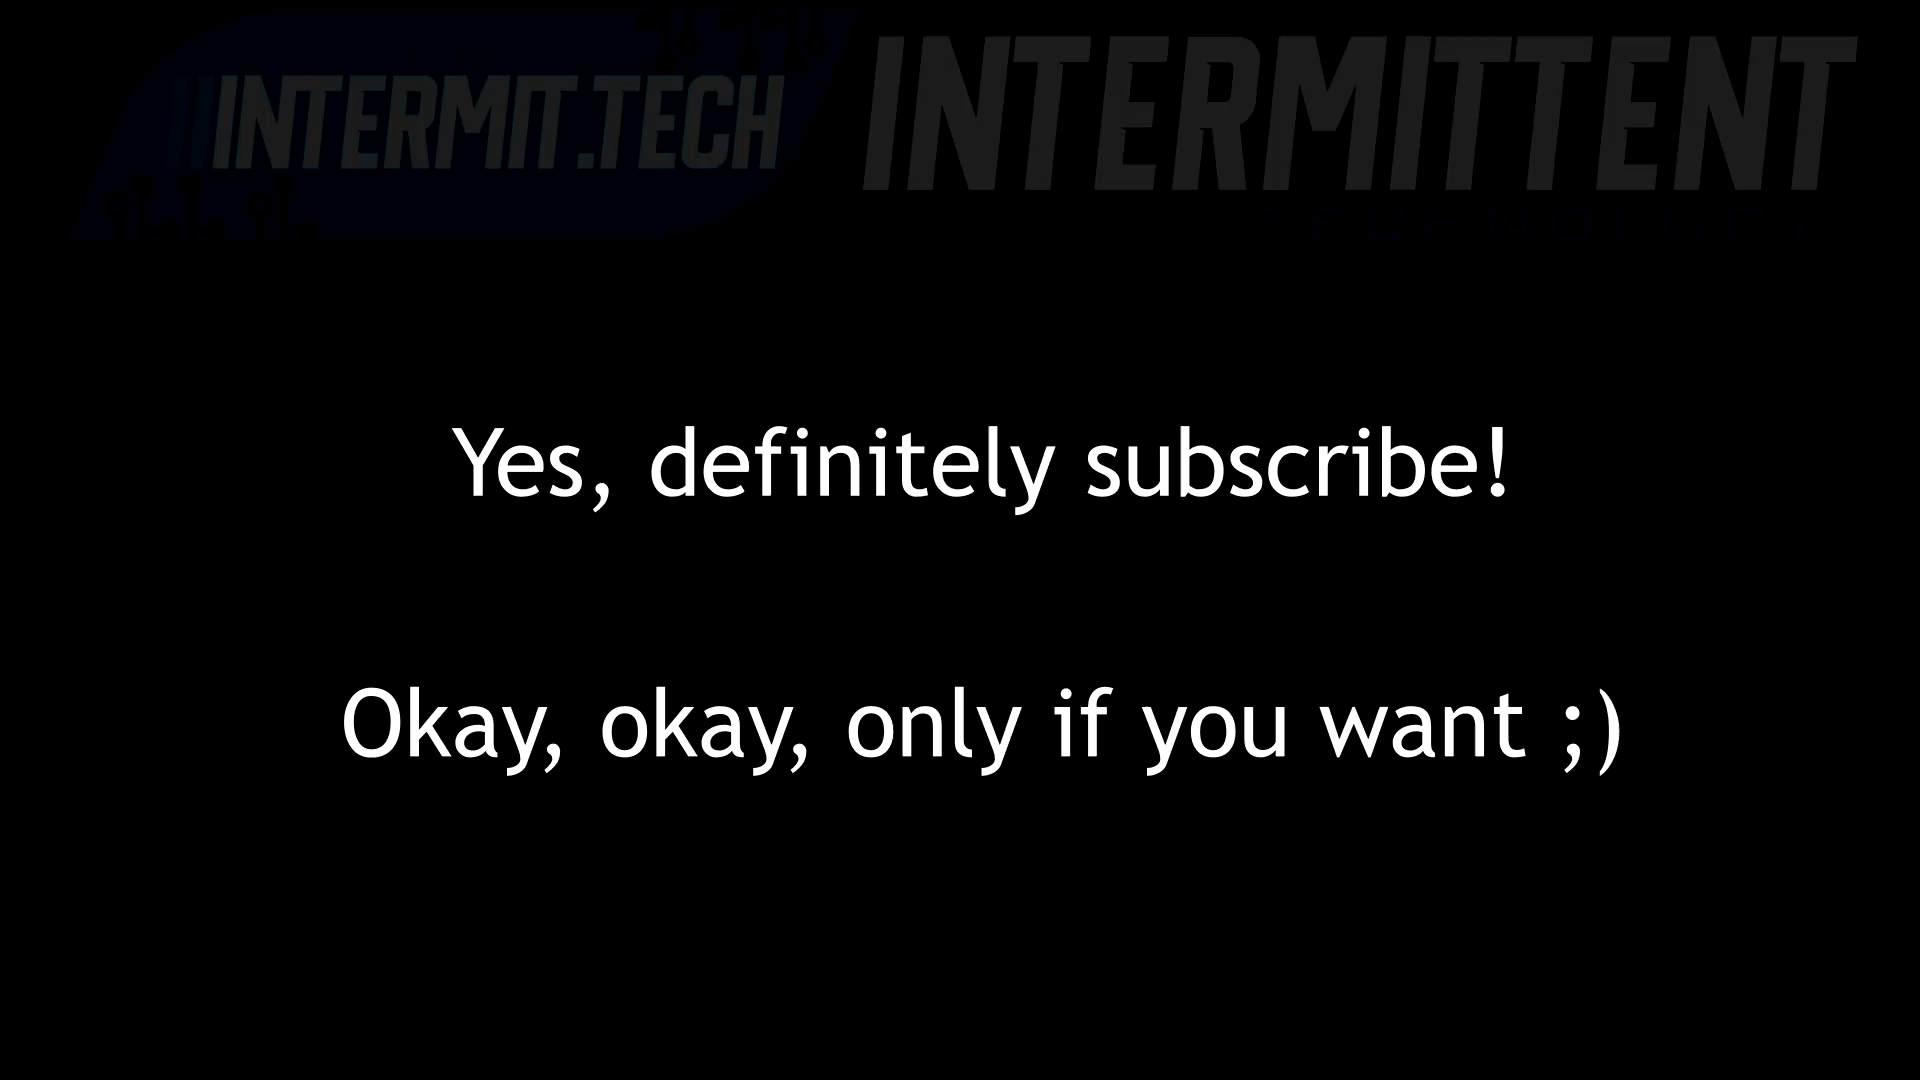 INTERMIT.TECH
INTERMITTENT
Yes, definitely subscribe!
Okay, okay, only if you want ;)